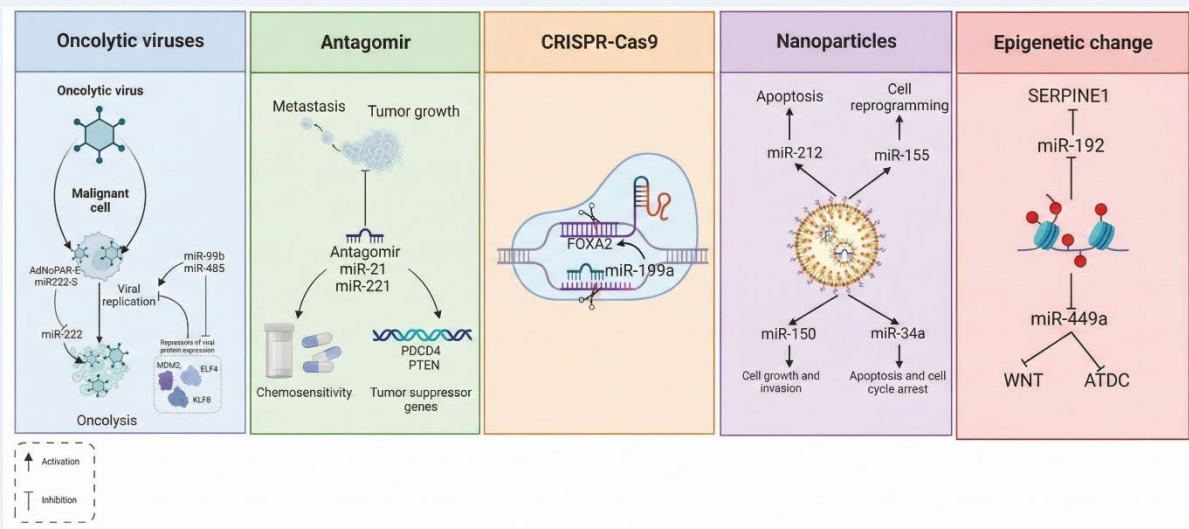 Oncolytic viruses
Oncolytic virus
Malignant
cell
AdNoPAR-E
miR222-S
Viral
replication
miR-99b
miR-485
miR-222
Repressors of viral
protein expression
MDM2
ELF4
KLF8
Oncolysis
Antagomir
Metastasis
Tumor growth
Antagomir
miR-21
miR-221
Chemosensitivity
PDCD4
PTEN
Tumor suppressor
genes
CRISPR-Cas9
FOXA2
miR-199a
Nanoparticles
Apoptosis
Cell
reprogramming
miR-212
miR-155
miR-150
miR-34a
Cell growth and
invasion
Apoptosis and cell
cycle arrest
Epigenetic change
SERPINE1
miR-192
miR-449a
WNT
ATDC
Activation
Inhibition